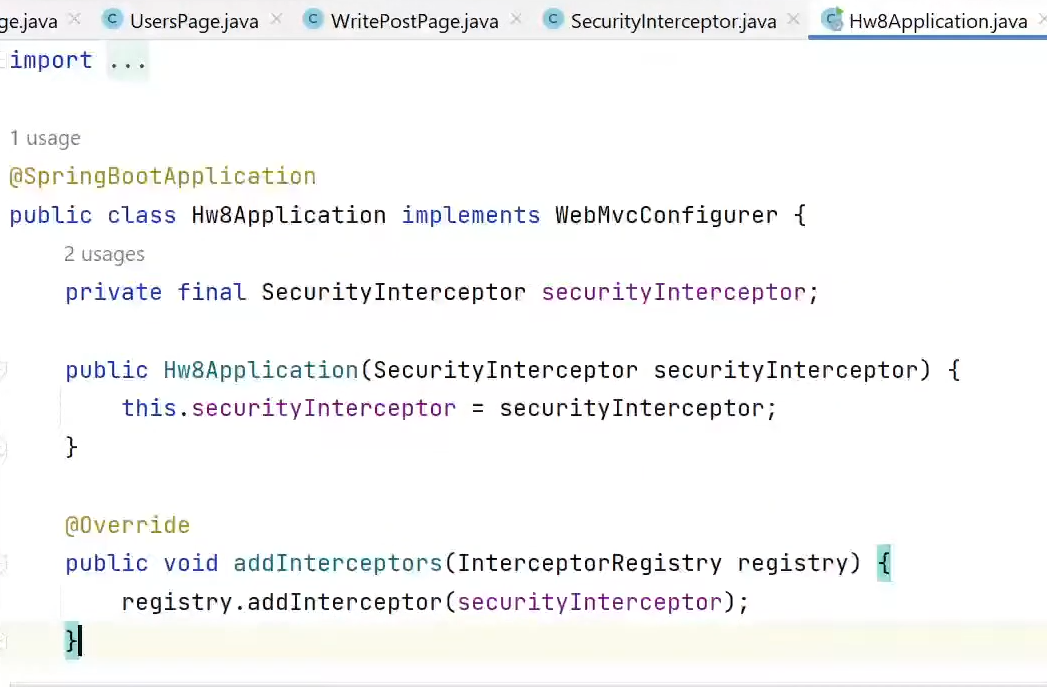 ge.java UsersPage.java WritePostPage.java SecurityInterceptor.java Hw8Application.java
import ...
1 usage
@SpringBootApplication
public class Hw8Application implements WebMvcConfigurer {
2 usages
private final SecurityInterceptor securityInterceptor;
public Hw8Application(SecurityInterceptor securityInterceptor) {
this.securityInterceptor = securityInterceptor;
}
@Override
public void addInterceptors(InterceptorRegistry registry) {
registry.addInterceptor(securityInterceptor);
}